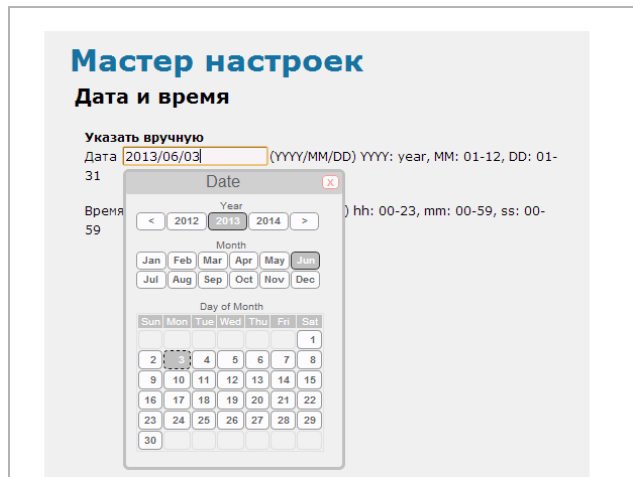 Мастер настроек
Дата и время
Указать вручную
Дата 2013/06/03 (YYYY/MM/DD) YYYY: year, MM: 01-12, DD: 01-
31
Date X
Время ) hh: 00-23, mm: 00-59, ss: 00-
59
Year
< 2012 2013 2014 >
Month
Jan Feb Mar Apr May Jun
Jul Aug Sep Oct Nov Dec
Day of Month
Sun Mon Tue Wed Thu Fri Sat
1
2 3 4 5 6 7 8
9 10 11 12 13 14 15
16 17 18 19 20 21 22
23 24 25 26 27 28 29
30